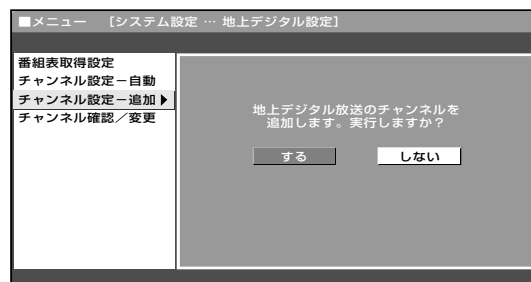 ■メニュー [システム設定 … 地上デジタル設定]
番組表取得設定
チャンネル設定－自動
チャンネル設定－追加▶
チャンネル確認／変更
地上デジタル放送のチャンネルを
追加します。実行しますか？
する しない